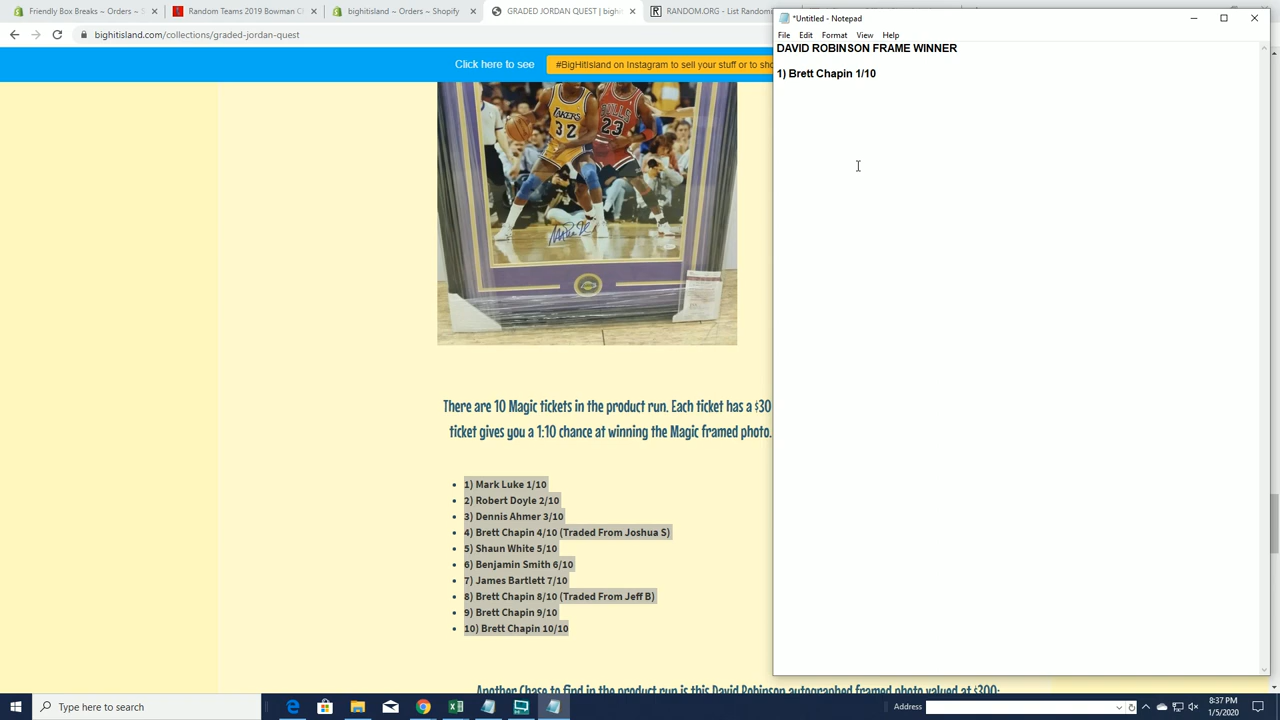 Friendly Box Breaks ~ Orders ~ S
Random Teams 2019 Bowman C
bighitisland ~ Orders ~ Shopify
GRADED JORDAN QUEST | bighi
RANDOM.ORG - List Random
bighitisland.com/collections/graded-jordan-quest
*Untitled - Notepad
File Edit Format View Help
DAVID ROBINSON FRAME WINNER
1) Brett Chapin 1/10
Click here to see
#BigHitIsland on Instagram to sell your stuff or to sho
LAKERS
32
BULLS
23
There are 10 Magic tickets in the product run. Each ticket has a $30
ticket gives you a 1:10 chance at winning the Magic framed photo.
1) Mark Luke 1/10
2) Robert Doyle 2/10
3) Dennis Ahmer 3/10
4) Brett Chapin 4/10 (Traded From Joshua S)
5) Shaun White 5/10
6) Benjamin Smith 6/10
7) James Bartlett 7/10
8) Brett Chapin 8/10 (Traded From Jeff B)
9) Brett Chapin 9/10
10) Brett Chapin 10/10
Another Chase to find in the product run is this David Robinson autographed framed photo valued at $300:
Type here to search
Address
8:37 PM
1/5/2020